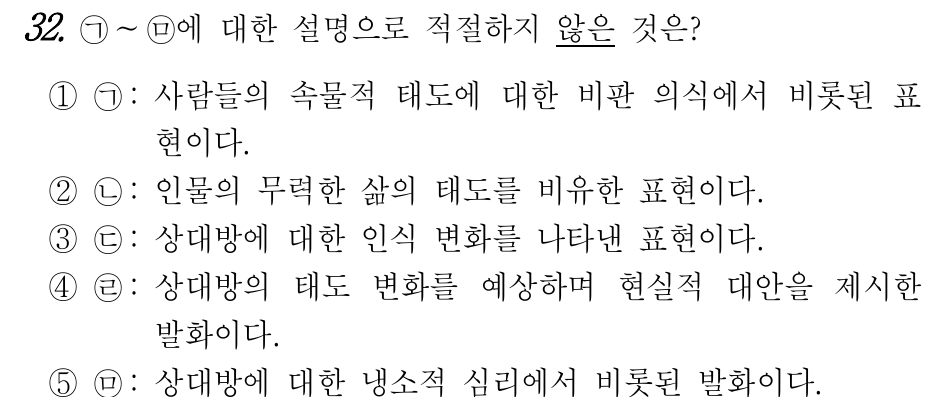 32. ㉠～㉤에 대한 설명으로 적절하지 않은 것은?
① ㉠: 사람들의 속물적 태도에 대한 비판 의식에서 비롯된 표
현이다.
② ㉡: 인물의 무력한 삶의 태도를 비유한 표현이다.
③ ㉢: 상대방에 대한 인식 변화를 나타낸 표현이다.
④ ㉣: 상대방의 태도 변화를 예상하며 현실적 대안을 제시한
발화이다.
⑤ ㉤: 상대방에 대한 냉소적 심리에서 비롯된 발화이다.